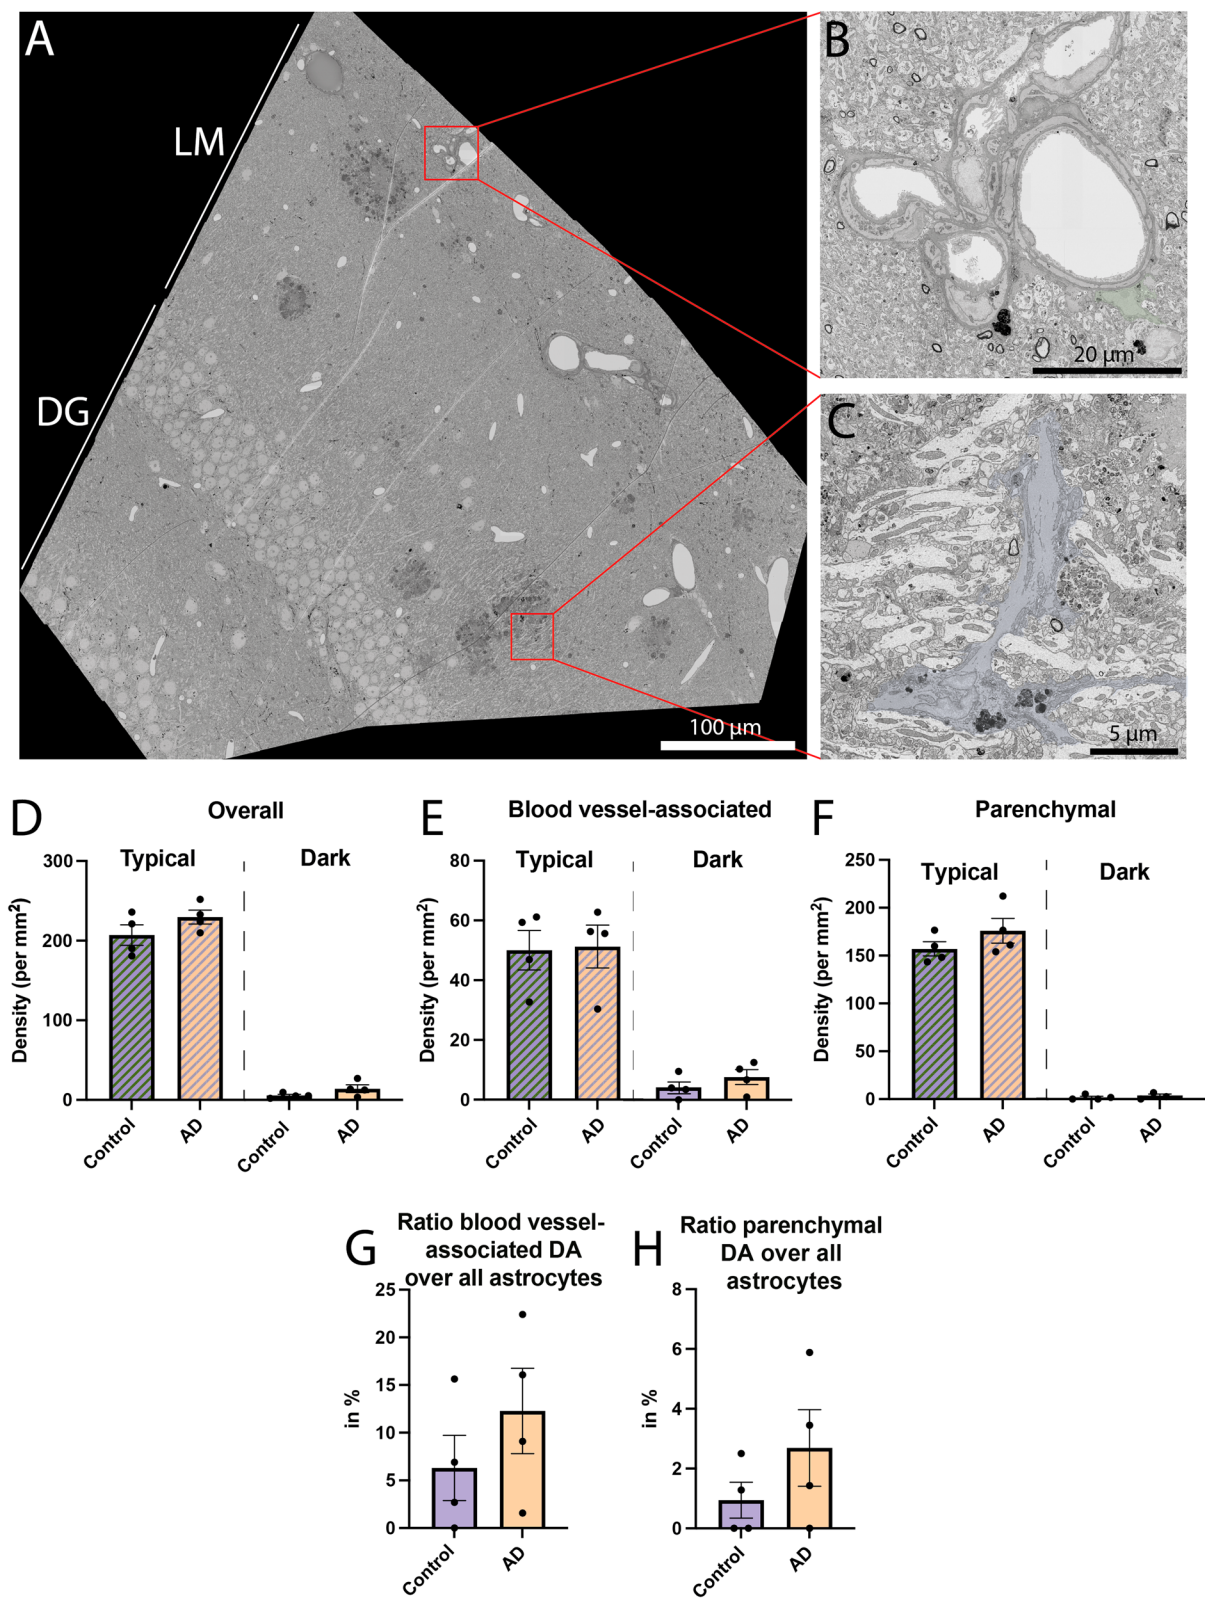 A
LM
DG
100 µm
B
20 µm
C
5 µm
D
Overall
Typical
Dark
Density (per mm²)
300
200
100
0
Control
AD
Control
AD
E
Blood vessel-associated
Typical
Dark
Density (per mm²)
80
60
40
20
0
Control
AD
Control
AD
F
Parenchymal
Typical
Dark
Density (per mm²)
250
200
150
100
50
0
Control
AD
Control
AD
G
Ratio blood vessel-
associated DA
over all astrocytes
in %
25
20
15
10
5
0
Control
AD
H
Ratio parenchymal
DA over all
astrocytes
in %
8
6
4
2
0
Control
AD